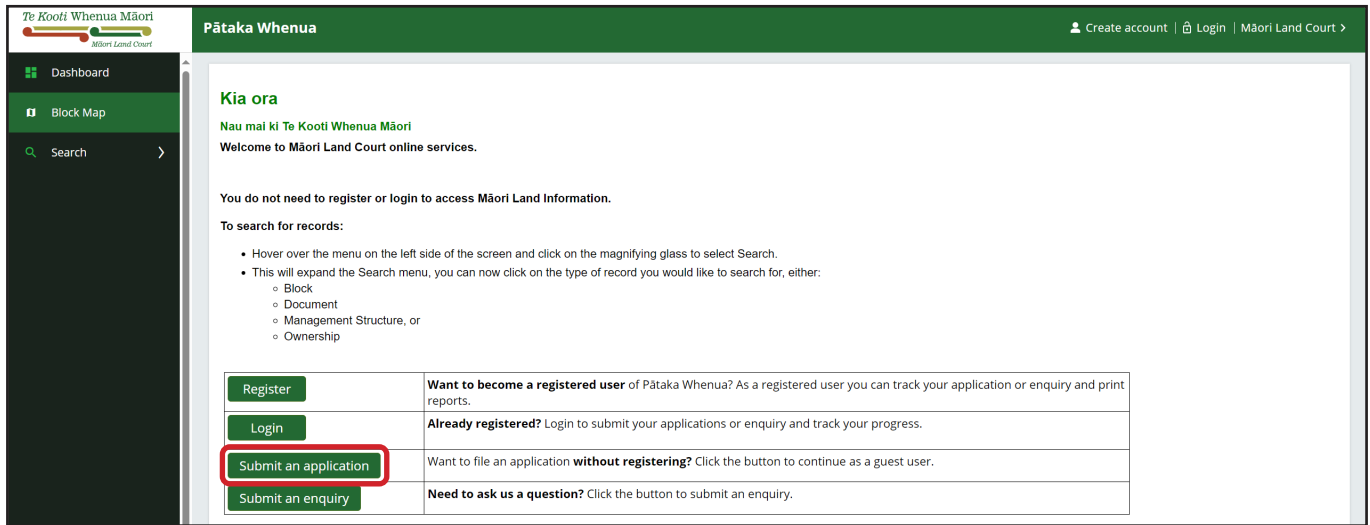 Te Kooti Whenua Māori
Māori Land Court
Pātaka Whenua
Create account | Login | Māori Land Court >
Dashboard
Block Map
Search
Kia ora
Nau mai ki Te Kooti Whenua Māori
Welcome to Māori Land Court online services.
You do not need to register or login to access Māori Land Information.
To search for records:
• Hover over the menu on the left side of the screen and click on the magnifying glass to select Search.
• This will expand the Search menu, you can now click on the type of record you would like to search for, either:
◦ Block
◦ Document
◦ Management Structure, or
◦ Ownership
Register
Want to become a registered user of Pātaka Whenua? As a registered user you can track your application or enquiry and print
reports.
Login
Already registered? Login to submit your applications or enquiry and track your progress.
Submit an application
Want to file an application without registering? Click the button to continue as a guest user.
Submit an enquiry
Need to ask us a question? Click the button to submit an enquiry.